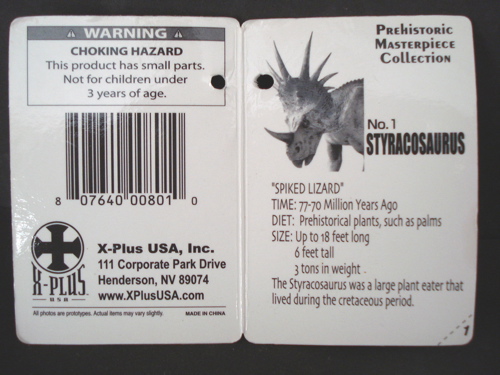 WARNING
CHOKING HAZARD
This product has small parts.
Not for children under
3 years of age.
8 07640 00801 0
X-PLUS
USA
X-Plus USA, Inc.
111 Corporate Park Drive
Henderson, NV 89074
www.XPlusUSA.com
All photos are prototypes. Actual items may vary slightly.
MADE IN CHINA
Prehistoric
Masterpiece
Collection
No. 1
STYRACOSAURUS
"SPIKED LIZARD"
TIME: 77-70 Million Years Ago
DIET: Prehistorical plants, such as palms
SIZE: Up to 18 feet long
6 feet tall
3 tons in weight
The Styracosaurus was a large plant eater that
lived during the cretaceous period.
1